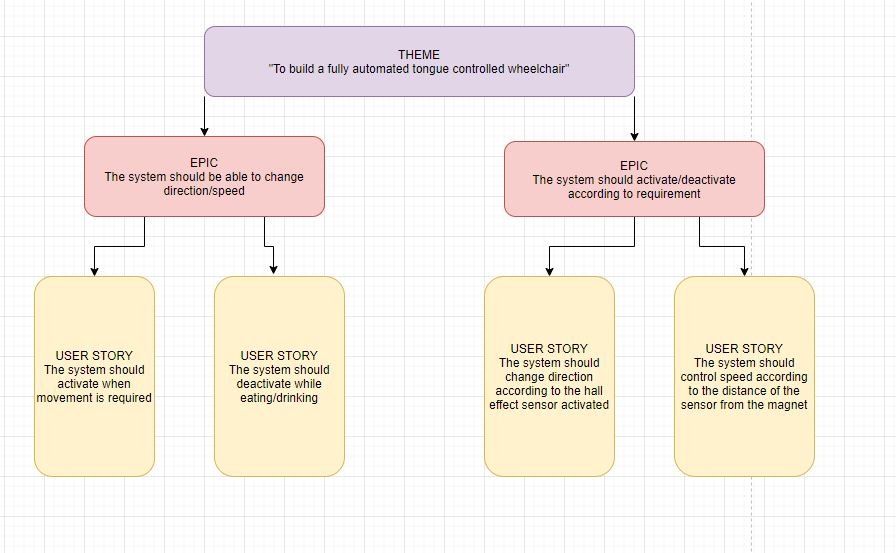 THEME
"To build a fully automated tongue controlled wheelchair"
EPIC
The system should be able to change
direction/speed
EPIC
The system should activate/deactivate
according to requirement
USER STORY
The system should
activate when
movement is required
USER STORY
The system should
deactivate while
eating/drinking
USER STORY
The system should
change direction
according to the hall
effect sensor activated
USER STORY
The system should
control speed according
to the distance of the
sensor from the magnet